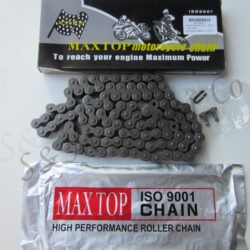 ISO9001
MAXTOP motorcycle chain
To reach your engine Maximum Power
MAXTOP
ISO 9001
CHAIN
HIGH PERFORMANCE ROLLER CHAIN